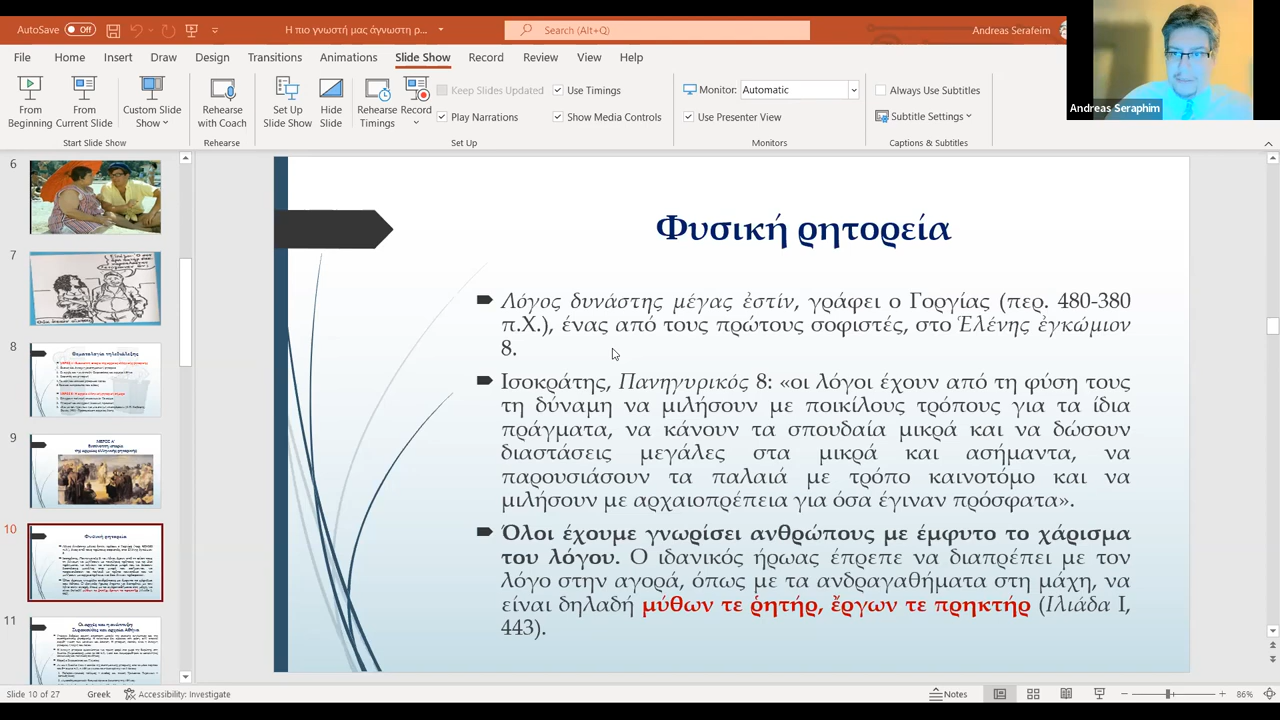 AutoSave Off Η πιο γνωστή μας άγνωστη ρ... Search (Alt+Q) Andreas Serafeim
File Home Insert Draw Design Transitions Animations Slide Show Record Review View Help
From Beginning
From Current Slide
Custom Slide Show
Start Slide Show
Rehearse with Coach
Rehearse
Set Up Slide Show
Hide Slide
Rehearse Timings
Record
Keep Slides Updated
Play Narrations
Use Timings
Show Media Controls
Set Up
Monitor: Automatic
Use Presenter View
Monitors
Always Use Subtitles
Subtitle Settings
Captions & Subtitles
Andreas Seraphim
6
7
8
9
10
11
Φυσική ρητορεία
Λόγος δυνάστης μέγας ἐστίν, γράφει ο Γοργίας (περ. 480-380
π.Χ.), ένας από τους πρώτους σοφιστές, στο Ἑλένης ἐγκώμιον
8.
Ισοκράτης, Πανηγυρικός 8: «οι λόγοι έχουν από τη φύση τους
τη δύναμη να μιλήσουν με ποικίλους τρόπους για τα ίδια
πράγματα, να κάνουν τα σπουδαία μικρά και να δώσουν
διαστάσεις μεγάλες στα μικρά και ασήμαντα, να
παρουσιάσουν τα παλαιά με τρόπο καινοτόμο και να
μιλήσουν με αρχαιοπρέπεια για όσα έγιναν πρόσφατα».
Όλοι έχουμε γνωρίσει ανθρώπους με έμφυτο το χάρισμα
του λόγου. Ο ιδανικός ήρωας έπρεπε να διαπρέπει με τον
λόγο στην αγορά, όπως με τα ανδραγαθήματα στη μάχη, να
είναι δηλαδή μύθων τε ῥητήρ, ἔργων τε πρηκτήρ (Ιλιάδα Ι,
443).
Slide 10 of 27 Greek Accessibility: Investigate Notes 86%